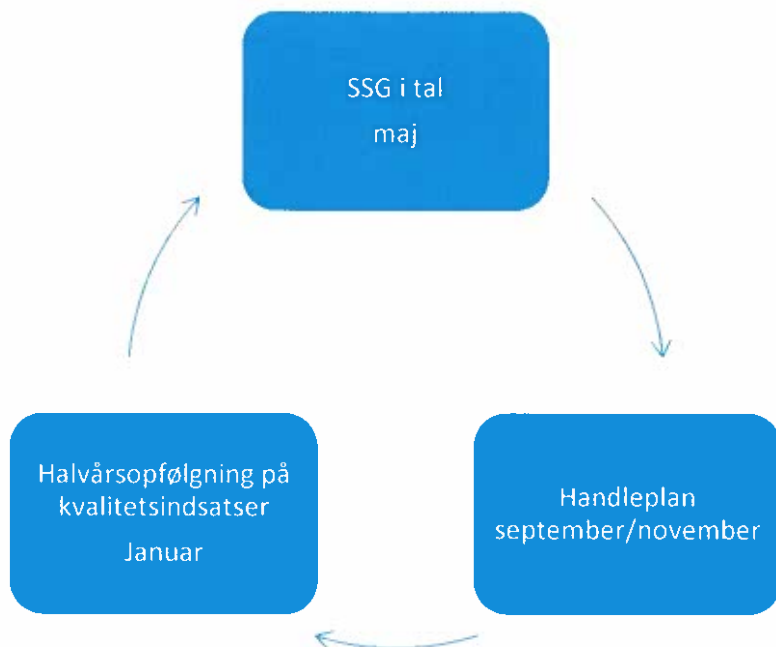 SSG i tal
maj
Handleplan
september/november
Halvårsopfølgning på
kvalitetsindsatser
Januar